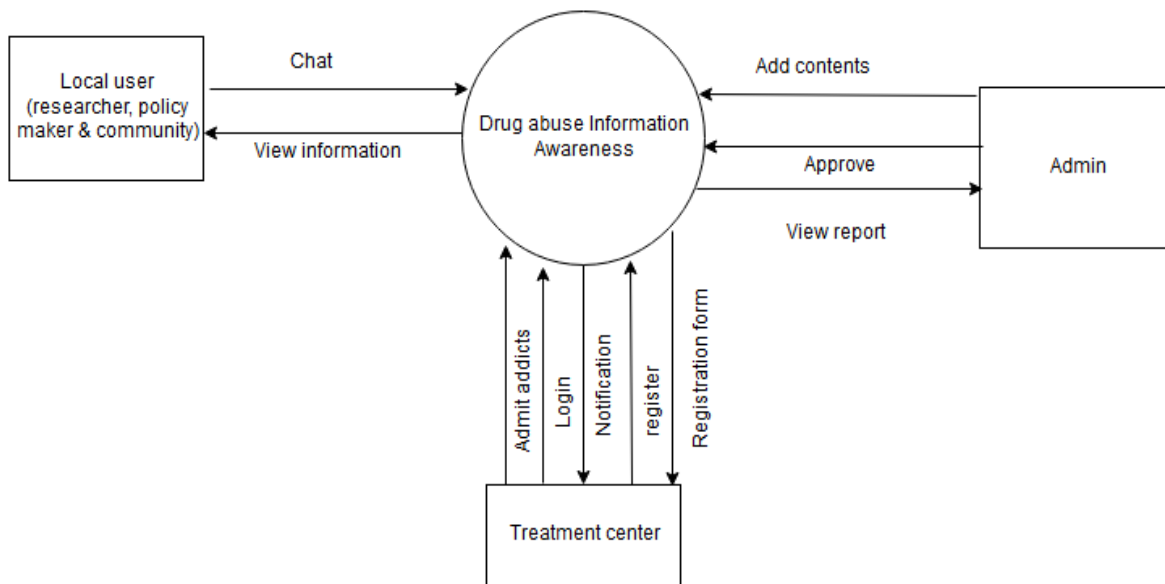 Chat
Add contents
Local user
(researcher, policy
maker & community)
Drug abuse Information
Awareness
View information
Approve
Admin
View report
Admit addicts
Login
Notification
register
Registration form
Treatment center